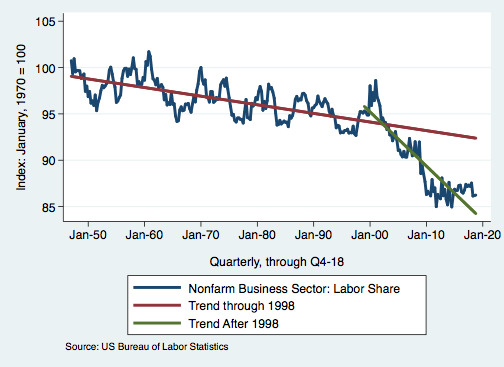 Index: January, 1970 = 100
105
100
95
90
85
Jan-50 Jan-60 Jan-70 Jan-80 Jan-90 Jan-00 Jan-10 Jan-20
Quarterly, through Q4-18
Nonfarm Business Sector: Labor Share
Trend through 1998
Trend After 1998
Source: US Bureau of Labor Statistics